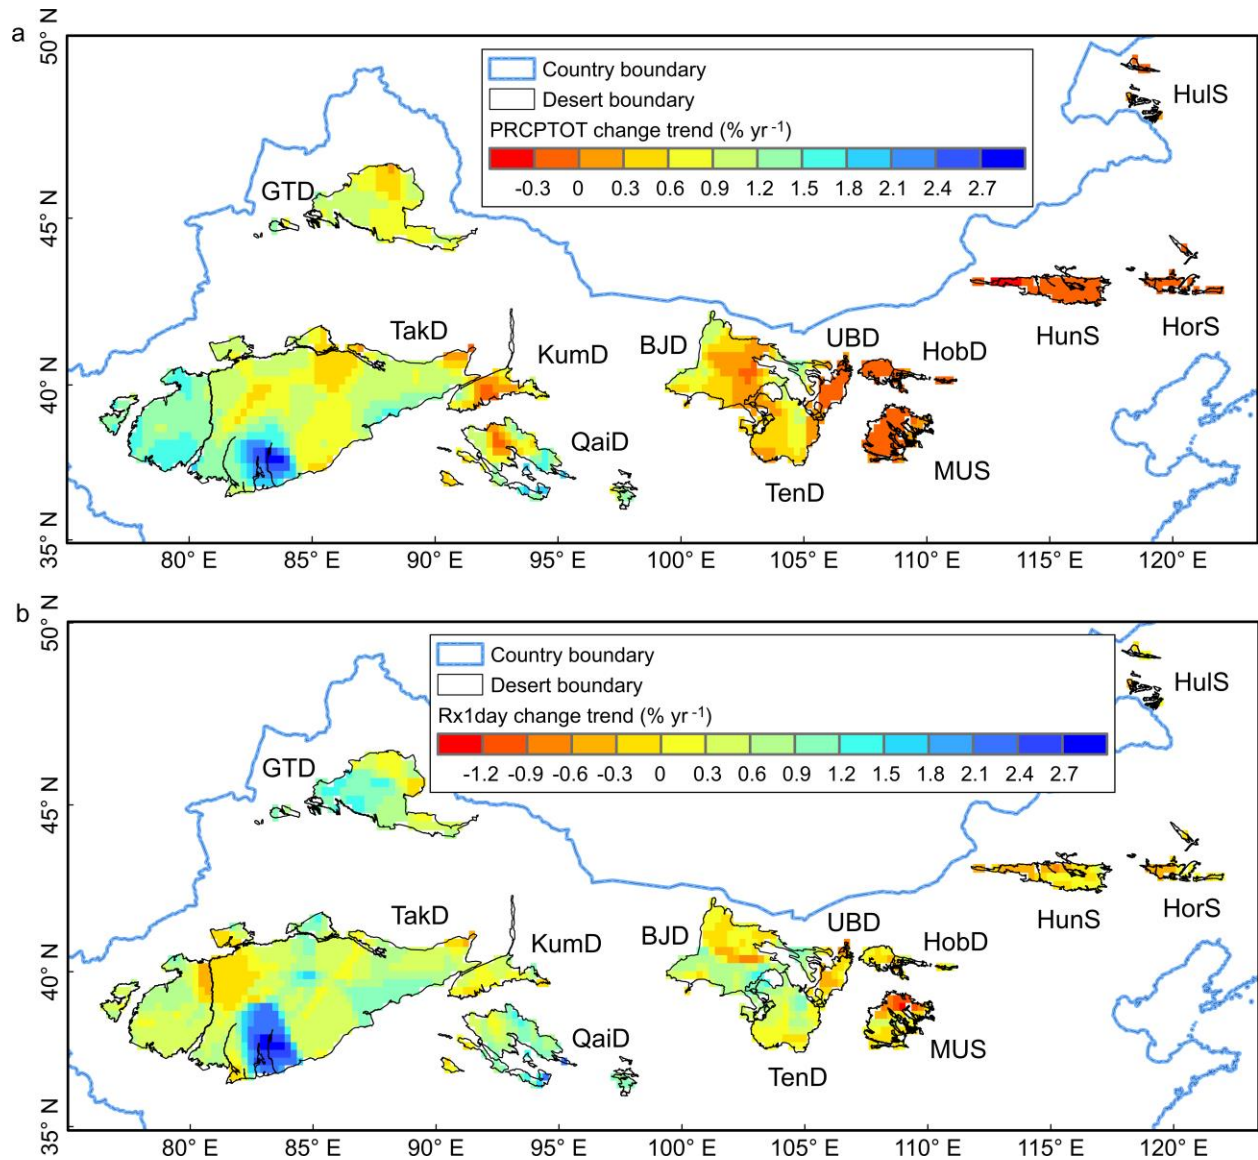 a
50° N
45° N
40° N
35° N
Country boundary
Desert boundary
PRCPTOT change trend (% yr⁻¹)
-0.3 0 0.3 0.6 0.9 1.2 1.5 1.8 2.1 2.4 2.7
HulS
GTD
TakD
KumD
BJD
UBD
HobD
HunS
HorS
QaiD
TenD
MUS
80° E 85° E 90° E 95° E 100° E 105° E 110° E 115° E 120° E
b
50° N
45° N
40° N
35° N
Country boundary
Desert boundary
Rx1day change trend (% yr⁻¹)
-1.2 -0.9 -0.6 -0.3 0 0.3 0.6 0.9 1.2 1.5 1.8 2.1 2.4 2.7
HulS
GTD
TakD
KumD
BJD
UBD
HobD
HunS
HorS
QaiD
TenD
MUS
80° E 85° E 90° E 95° E 100° E 105° E 110° E 115° E 120° E